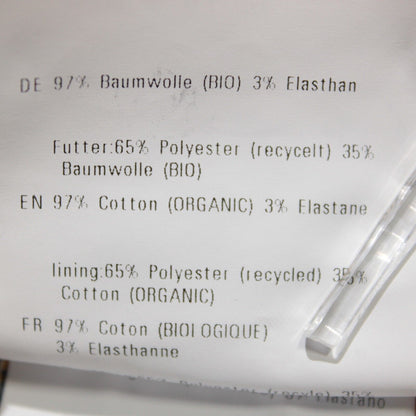 DE 97% Baumwolle (BIO) 3% Elasthan
Futter:65% Polyester (recycelt) 35%
Baumwolle (BIO)
EN 97% Cotton (ORGANIC) 3% Elastane
lining:65% Polyester (recycled) 35%
Cotton (ORGANIC)
FR 97% Coton (BIOLOGIQUE)
3% Elasthanne